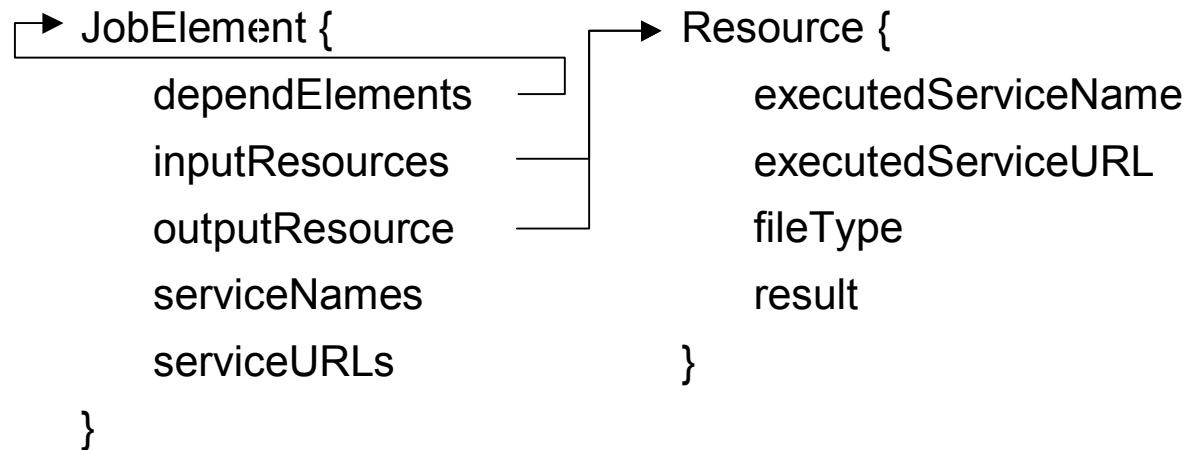 JobElement {
dependElements
inputResources
outputResource
serviceNames
serviceURLs
}
Resource {
executedServiceName
executedServiceURL
fileType
result
}